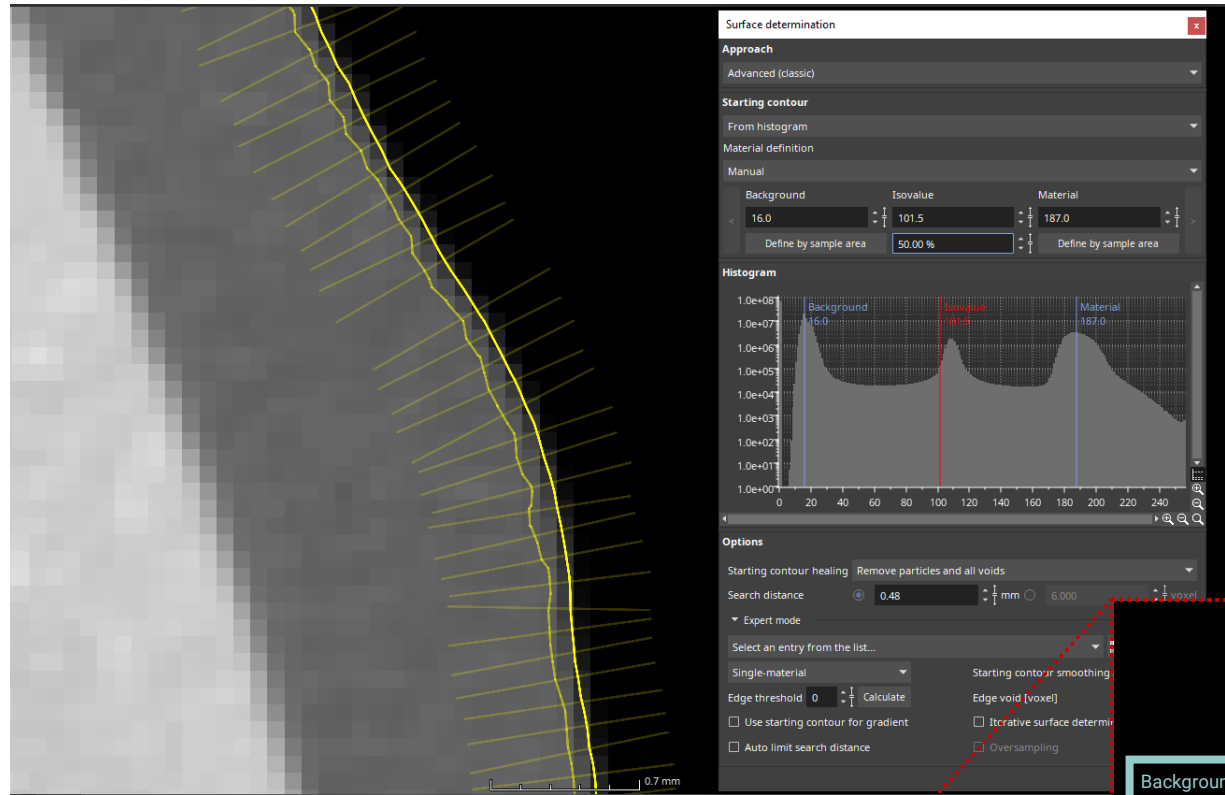 Surface determination
x
Approach
Advanced (classic)
Starting contour
From histogram
Material definition
Manual
Background Isovalue Material
< 16.0 101.5 187.0 >
Define by sample area 50.00 % Define by sample area
Histogram
1.0e+08
1.0e+07
1.0e+06
1.0e+05
1.0e+04
1.0e+03
1.0e+02
1.0e+01
1.0e+00
Background
16.0
Isovalue
101.5
Material
187.0
0 20 40 60 80 100 120 140 160 180 200 220 240
Options
Starting contour healing Remove particles and all voids
Search distance 0.48 mm 6.000 voxel
Expert mode
Select an entry from the list...
Single-material Starting contour smoothing
Edge threshold 0 Calculate Edge void [voxel]
Use starting contour for gradient Iterative surface determi
Auto limit search distance Oversampling
0.7 mm
Backgroun